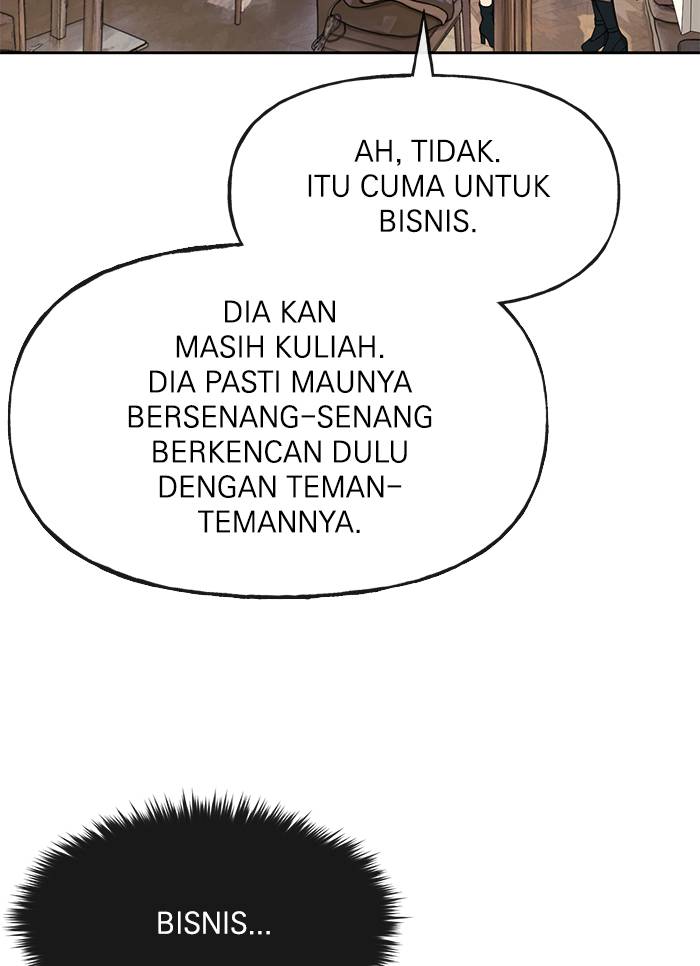 AH, TIDAK.
ITU CUMA UNTUK
BISNIS.
DIA KAN
MASIH KULIAH.
DIA PASTI MAUNYA
BERSENANG-SENANG
BERKENCAN DULU
DENGAN TEMAN-
TEMANNYA.
BISNIS...